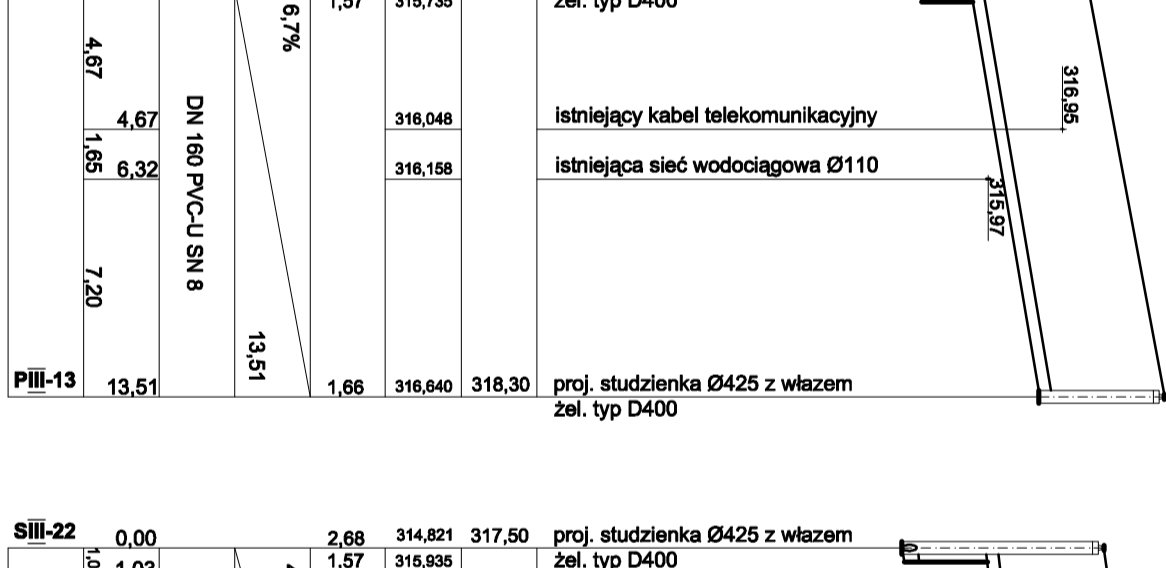 1,57 315,735 żel. typ D400
6,7%
4,67
316,95
4,67 316,048 istniejący kabel telekomunikacyjny
1,65
6,32 316,158 istniejąca sieć wodociągowa Ø110
DN 160 PVC-U SN 8
315,97
7,20
13,51
PIII-13 13,51 1,66 316,640 318,30 proj. studzienka Ø425 z włazem
żel. typ D400
SIII-22 0,00 2,68 314,821 317,50 proj. studzienka Ø425 z włazem
1,03 1,57 315,935 żel. typ D400